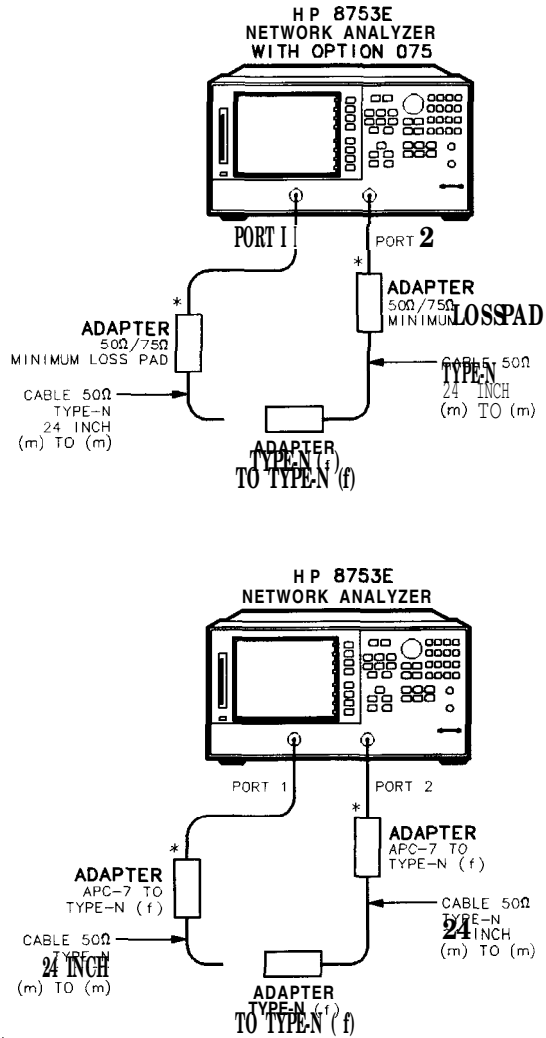 HP 8753E
NETWORK ANALYZER
WITH OPTION 075
PORT 1
PORT 2
*
*
ADAPTER
50Ω/75Ω
MINIMUM LOSS PAD
ADAPTER
50Ω/75Ω
MINIMUM LOSS PAD
CABLE 50Ω
TYPE-N
24 INCH
(m) TO (m)
CABLE 50Ω
TYPE-N
24 INCH
(m) TO (m)
ADAPTER
TYPE-N (f)
TO TYPE-N (f)
HP 8753E
NETWORK ANALYZER
PORT 1
PORT 2
*
*
ADAPTER
APC-7 TO
TYPE-N (f)
ADAPTER
APC-7 TO
TYPE-N (f)
CABLE 50Ω
TYPE-N
24 INCH
(m) TO (m)
CABLE 50Ω
TYPE-N
24 INCH
(m) TO (m)
ADAPTER
TYPE-N (f)
TO TYPE-N (f)